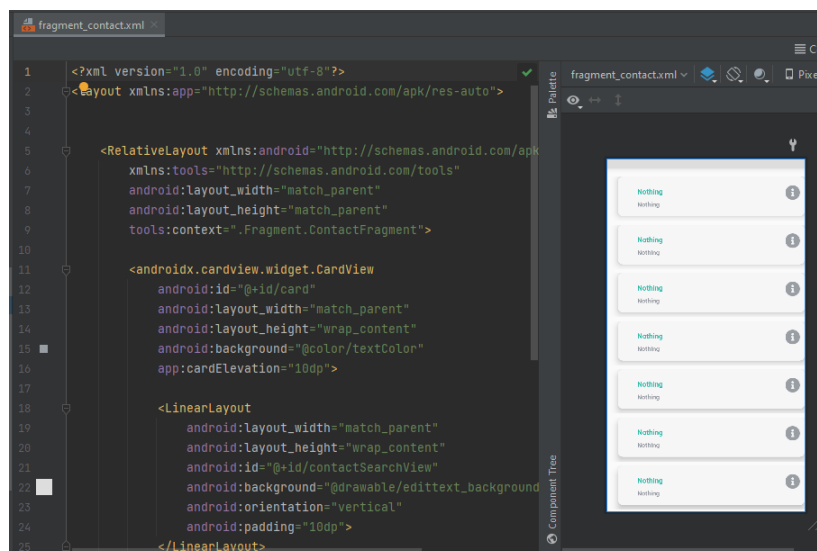 fragment_contact.xml
1 <?xml version="1.0" encoding="utf-8"?>
2 <layout xmlns:app="http://schemas.android.com/apk/res-auto">
3
4
5 <RelativeLayout xmlns:android="http://schemas.android.com/apk
6 xmlns:tools="http://schemas.android.com/tools"
7 android:layout_width="match_parent"
8 android:layout_height="match_parent"
9 tools:context=".Fragment.ContactFragment">
10
11 <androidx.cardview.widget.CardView
12 android:id="@+id/card"
13 android:layout_width="match_parent"
14 android:layout_height="wrap_content"
15 android:background="@color/textColor"
16 app:cardElevation="10dp">
17
18 <LinearLayout
19 android:layout_width="match_parent"
20 android:layout_height="wrap_content"
21 android:id="@+id/contactSearchView"
22 android:background="@drawable/edittext_background
23 android:orientation="vertical"
24 android:padding="10dp">
25 </LinearLayout>
Palette
Component Tree
C
fragment_contact.xml
Pixe
Nothing
Nothing
Nothing
Nothing
Nothing
Nothing
Nothing
Nothing
Nothing
Nothing
Nothing
Nothing
Nothing
Nothing